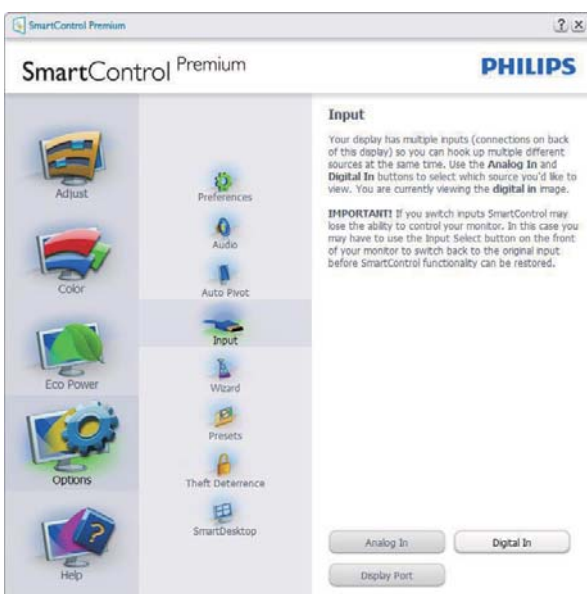 SmartControl Premium
SmartControl Premium
PHILIPS
Adjust
Color
Eco Power
Options
Help
Preferences
Audio
Auto Pivot
Input
Wizard
Presets
Theft Deterrence
SmartDesktop
Input
Your display has multiple inputs (connections on back
of this display) so you can hook up multiple different
sources at the same time. Use the Analog In and
Digital In buttons to select which source you'd like to
view. You are currently viewing the digital in image.
IMPORTANT! If you switch inputs SmartControl may
lose the ability to control your monitor. In this case you
may have to use the Input Select button on the front
of your monitor to switch back to the original input
before SmartControl functionality can be restored.
Analog In
Digital In
Display Port